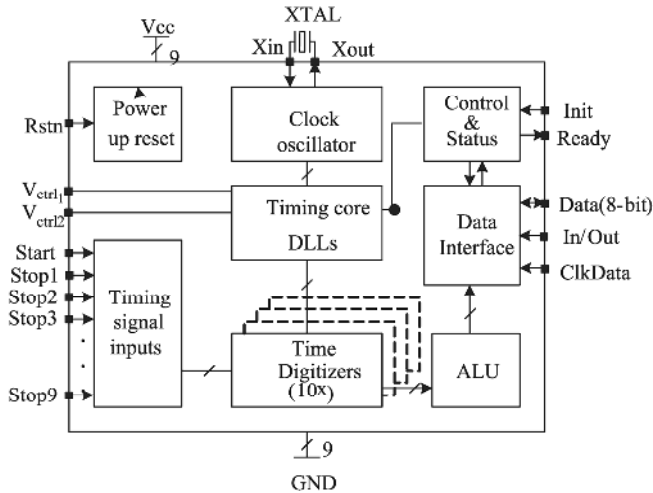 XTAL
Vcc
9
Xin
Xout
Power
up reset
Clock
oscillator
Control
&
Status
Rstn
Init
Ready
Vctrl1
Vctrl2
Timing core
DLLs
Data
Interface
Data(8-bit)
In/Out
ClkData
Start
Stop1
Stop2
Stop3
Stop9
Timing
signal
inputs
Time
Digitizers
(10x)
ALU
9
GND